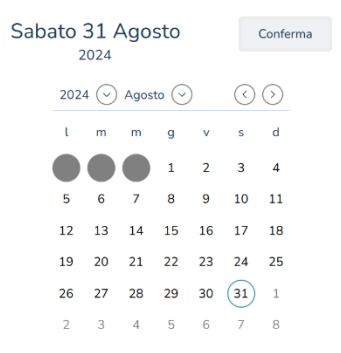 Sabato 31 Agosto
2024
Conferma
2024 Agosto
l m m g v s d
1 2 3 4
5 6 7 8 9 10 11
12 13 14 15 16 17 18
19 20 21 22 23 24 25
26 27 28 29 30 31 1
2 3 4 5 6 7 8